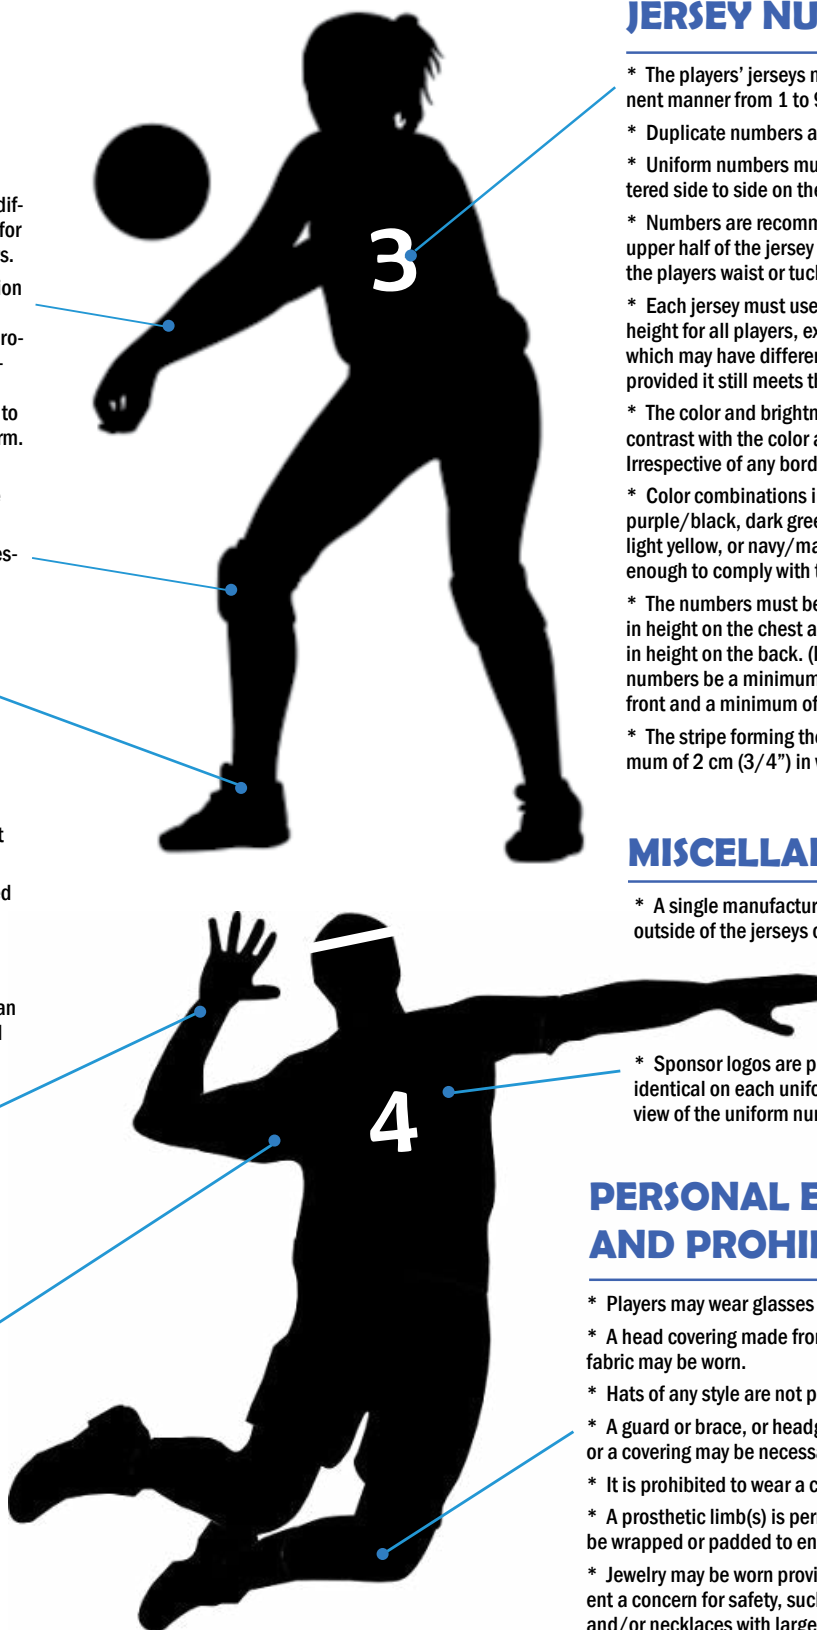 dif-
for
s.
ion
ro-
-
to
rm.
es-
t
ed
an
3
4
JERSEY NU
* The players’ jerseys
nent manner from 1 to 9
* Duplicate numbers a
* Uniform numbers mu
tered side to side on the
* Numbers are recomm
upper half of the jersey
the players waist or tuc
* Each jersey must use
height for all players, ex
which may have differe
provided it still meets th
* The color and brightn
contrast with the color a
Irrespective of any bord
* Color combinations i
purple/black, dark gree
light yellow, or navy/ma
enough to comply with t
* The numbers must be
in height on the chest a
in height on the back. (
numbers be a minimum
front and a minimum of
* The stripe forming the
mum of 2 cm (3/4”) in
MISCELLA
* A single manufactur
outside of the jerseys
* Sponsor logos are p
identical on each unifo
view of the uniform nu
PERSONAL E
AND PROHI
* Players may wear glasses
* A head covering made fro
fabric may be worn.
* Hats of any style are not p
* A guard or brace, or headg
or a covering may be necess
* It is prohibited to wear a c
* A prosthetic limb(s) is per
be wrapped or padded to en
* Jewelry may be worn provi
ent a concern for safety, suc
and/or necklaces with large